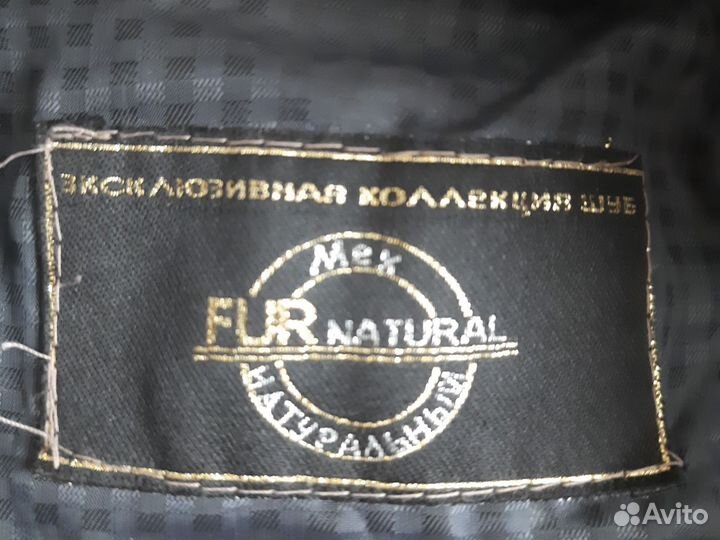 ЭКСКЛЮЗИВНАЯ КОЛЛЕКЦИЯ ШУБ
Мех
FUR NATURAL
НАТУРАЛЬНЫЙ
Avito